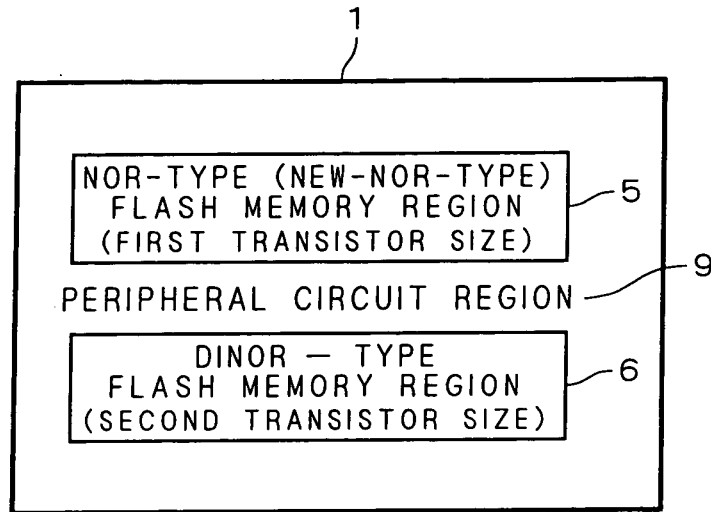 1
NOR-TYPE (NEW-NOR-TYPE)
FLASH MEMORY REGION
(FIRST TRANSISTOR SIZE)
5
PERIPHERAL CIRCUIT REGION
9
DINOR — TYPE
FLASH MEMORY REGION
(SECOND TRANSISTOR SIZE)
6